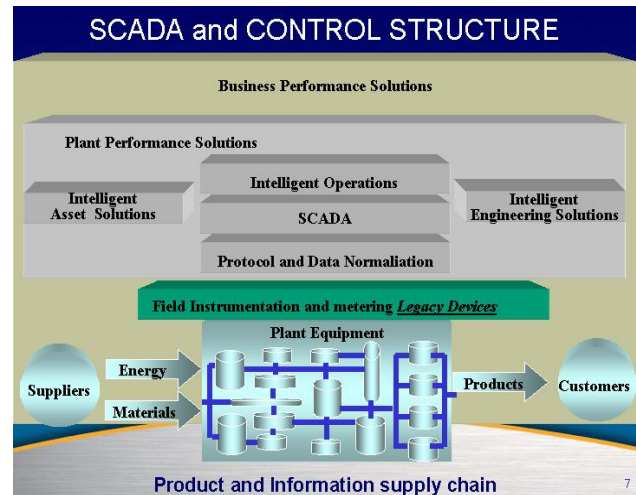 SCADA and CONTROL STRUCTURE
Business Performance Solutions
Plant Performance Solutions
Intelligent
Asset Solutions
Intelligent Operations
SCADA
Protocol and Data Normaliation
Intelligent
Engineering Solutions
Field Instrumentation and metering Legacy Devices
Plant Equipment
Suppliers
Energy
Materials
Products
Customers
Product and Information supply chain
7